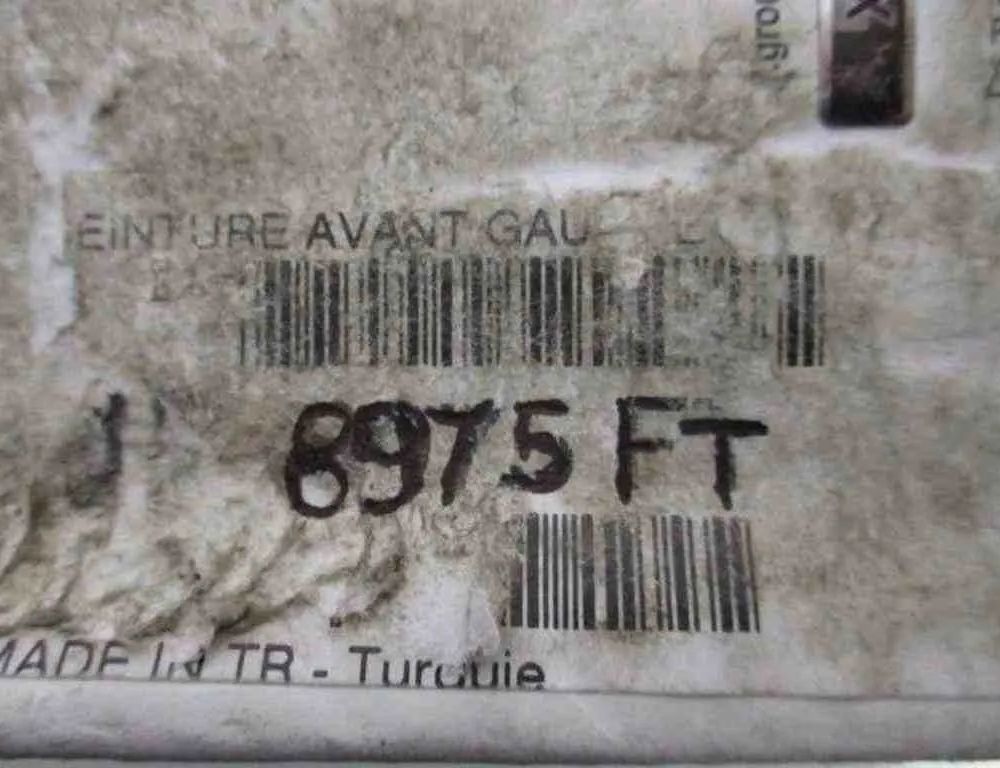 EINTURE AVANT GAU
8975 FT
MADE IN TR - Turquie